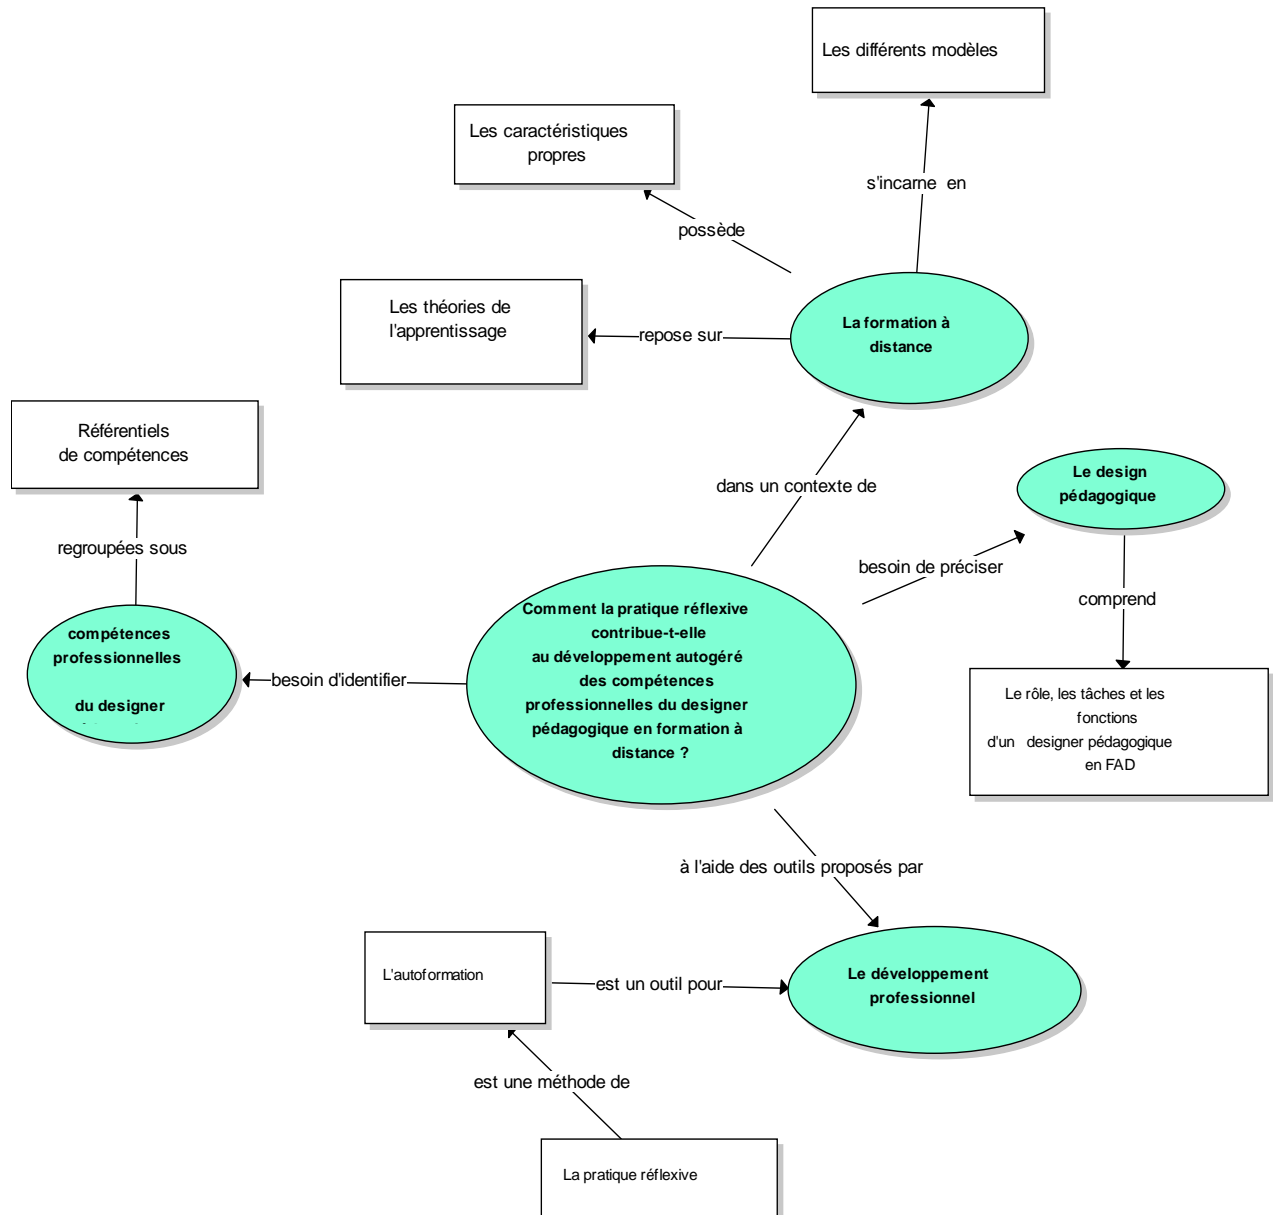 Les différents modèles
Les caractéristiques
propres
s'incarne en
possède
Les théories de
l'apprentissage
repose sur
La formation à
distance
Référentiels
de compétences
dans un contexte de
Le design
pédagogique
regroupées sous
besoin de préciser
comprend
compétences
professionnelles
du designer
besoin d'identifier
Comment la pratique réflexive
contribue-t-elle
au développement autogéré
des compétences
professionnelles du designer
pédagogique en formation à
distance ?
Le rôle, les tâches et les
fonctions
d'un designer pédagogique
en FAD
à l'aide des outils proposés par
L'autoformation
est un outil pour
Le développement
professionnel
est une méthode de
La pratique réflexive